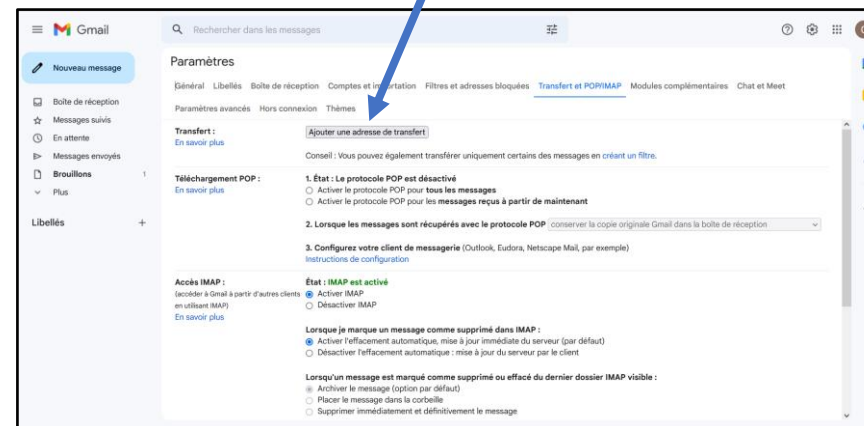 Gmail
Rechercher dans les messages
Nouveau message
Boîte de réception
Messages suivis
En attente
Messages envoyés
Brouillons 1
Plus
Libellés +
Paramètres
Général Libellés Boîte de réception Comptes et importation Filtres et adresses bloquées Transfert et POP/IMAP Modules complémentaires Chat et Meet
Paramètres avancés Hors connexion Thèmes
Transfert :
En savoir plus
Ajouter une adresse de transfert
Conseil : Vous pouvez également transférer uniquement certains des messages en créant un filtre.
Téléchargement POP :
En savoir plus
1. État : Le protocole POP est désactivé
Activer le protocole POP pour tous les messages
Activer le protocole POP pour les messages reçus à partir de maintenant
2. Lorsque les messages sont récupérés avec le protocole POP conserver la copie originale Gmail dans la boîte de réception
3. Configurez votre client de messagerie (Outlook, Eudora, Netscape Mail, par exemple)
Instructions de configuration
Accès IMAP :
(accéder à Gmail à partir d'autres clients
en utilisant IMAP)
En savoir plus
État : IMAP est activé
Activer IMAP
Désactiver IMAP
Lorsque je marque un message comme supprimé dans IMAP :
Activer l'effacement automatique, mise à jour immédiate du serveur (par défaut)
Désactiver l'effacement automatique : mise à jour du serveur par le client
Lorsqu'un message est marqué comme supprimé ou effacé du dernier dossier IMAP visible :
Archiver le message (option par défaut)
Placer le message dans la corbeille
Supprimer immédiatement et définitivement le message